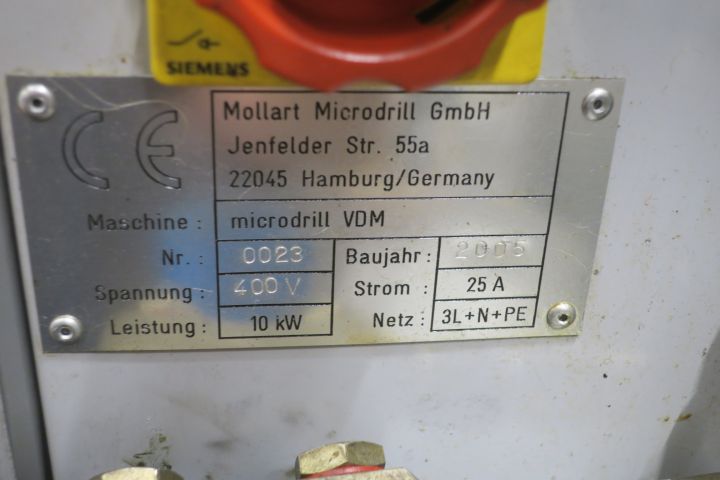 SIEMENS
CE
Mollart Microdrill GmbH
Jenfelder Str. 55a
22045 Hamburg/Germany
Maschine : microdrill VDM
Nr. : 0023 Baujahr : 2005
Spannung : 400 V Strom : 25 A
Leistung : 10 kW Netz : 3L+N+PE